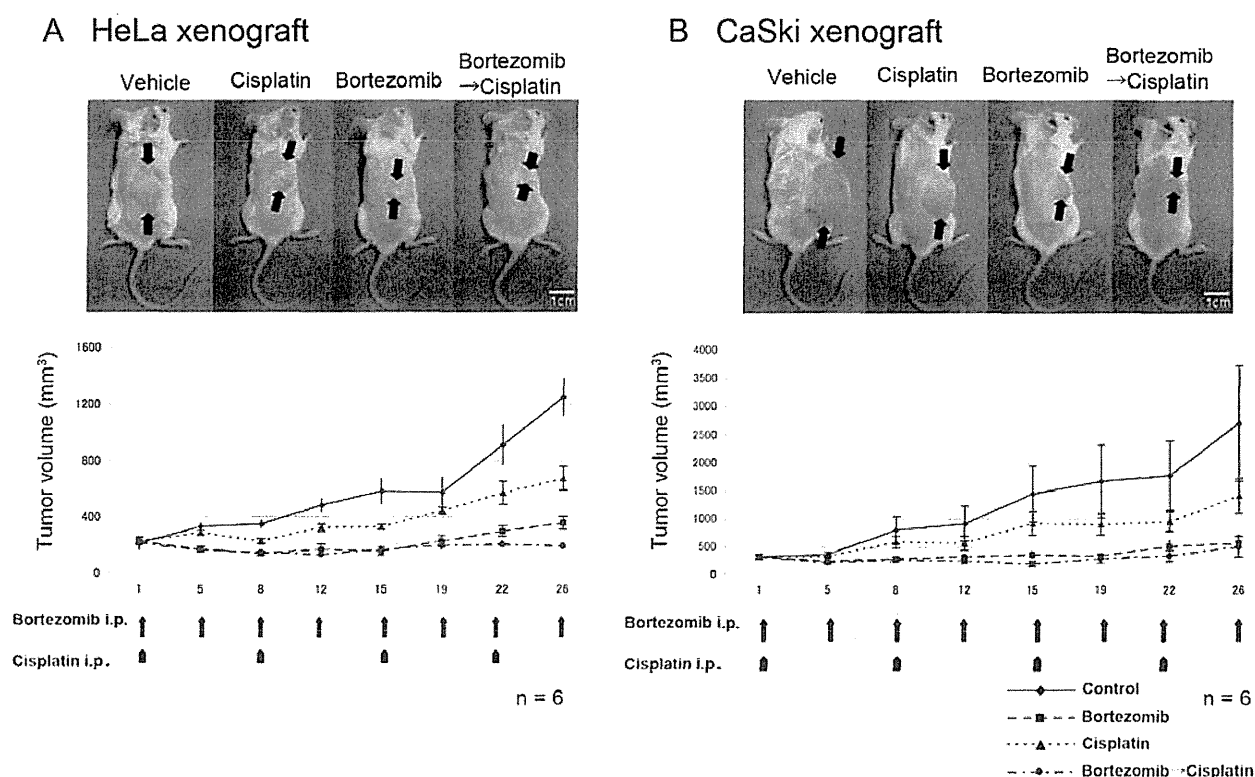 A HeLa xenograft
Vehicle
Cisplatin
Bortezomib
Bortezomib
→Cisplatin
1cm
Tumor volume (mm³)
1600
1200
800
400
0
1 5 8 12 15 19 22 26
Bortezomib i.p.
Cisplatin i.p.
n = 6
B CaSki xenograft
Vehicle
Cisplatin
Bortezomib
Bortezomib
→Cisplatin
1cm
Tumor volume (mm³)
4000
3500
3000
2500
2000
1500
1000
500
0
1 5 8 12 15 19 22 26
Bortezomib i.p.
Cisplatin i.p.
n = 6
Control
Bortezomib
Cisplatin
Bortezomib →Cisplatin